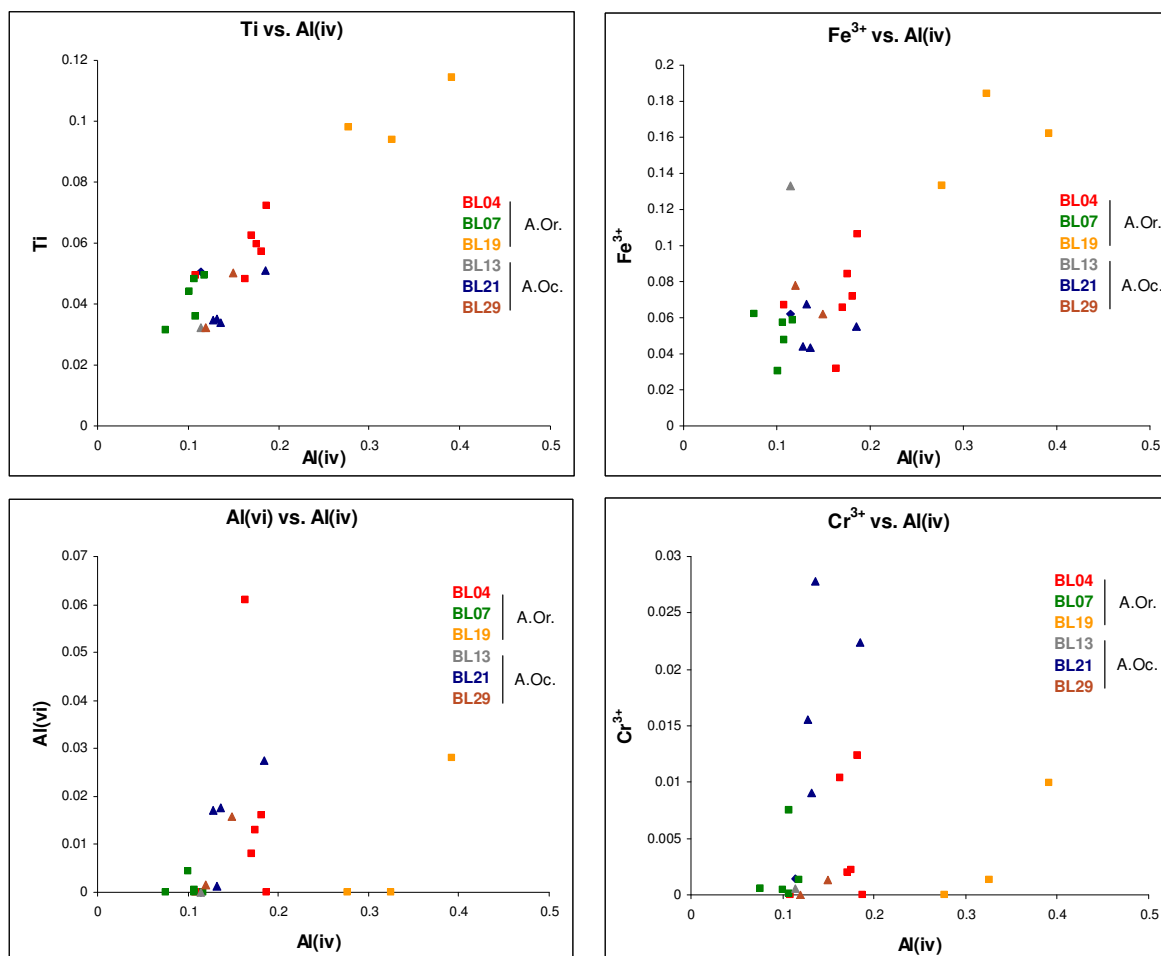 Ti vs. Al(iv)
0.12
0.1
0.08
0.06
0.04
0.02
0
Ti
0 0.1 0.2 0.3 0.4 0.5
Al(iv)
BL04
BL07
BL19
BL13
BL21
BL29
A.Or.
A.Oc.
Fe³⁺ vs. Al(iv)
0.2
0.18
0.16
0.14
0.12
0.1
0.08
0.06
0.04
0.02
0
Fe³⁺
0 0.1 0.2 0.3 0.4 0.5
Al(iv)
BL04
BL07
BL19
BL13
BL21
BL29
A.Or.
A.Oc.
Al(vi) vs. Al(iv)
0.07
0.06
0.05
0.04
0.03
0.02
0.01
0
Al(vi)
0 0.1 0.2 0.3 0.4 0.5
Al(iv)
BL04
BL07
BL19
BL13
BL21
BL29
A.Or.
A.Oc.
Cr³⁺ vs. Al(iv)
0.03
0.025
0.02
0.015
0.01
0.005
0
Cr³⁺
0 0.1 0.2 0.3 0.4 0.5
Al(iv)
BL04
BL07
BL19
BL13
BL21
BL29
A.Or.
A.Oc.